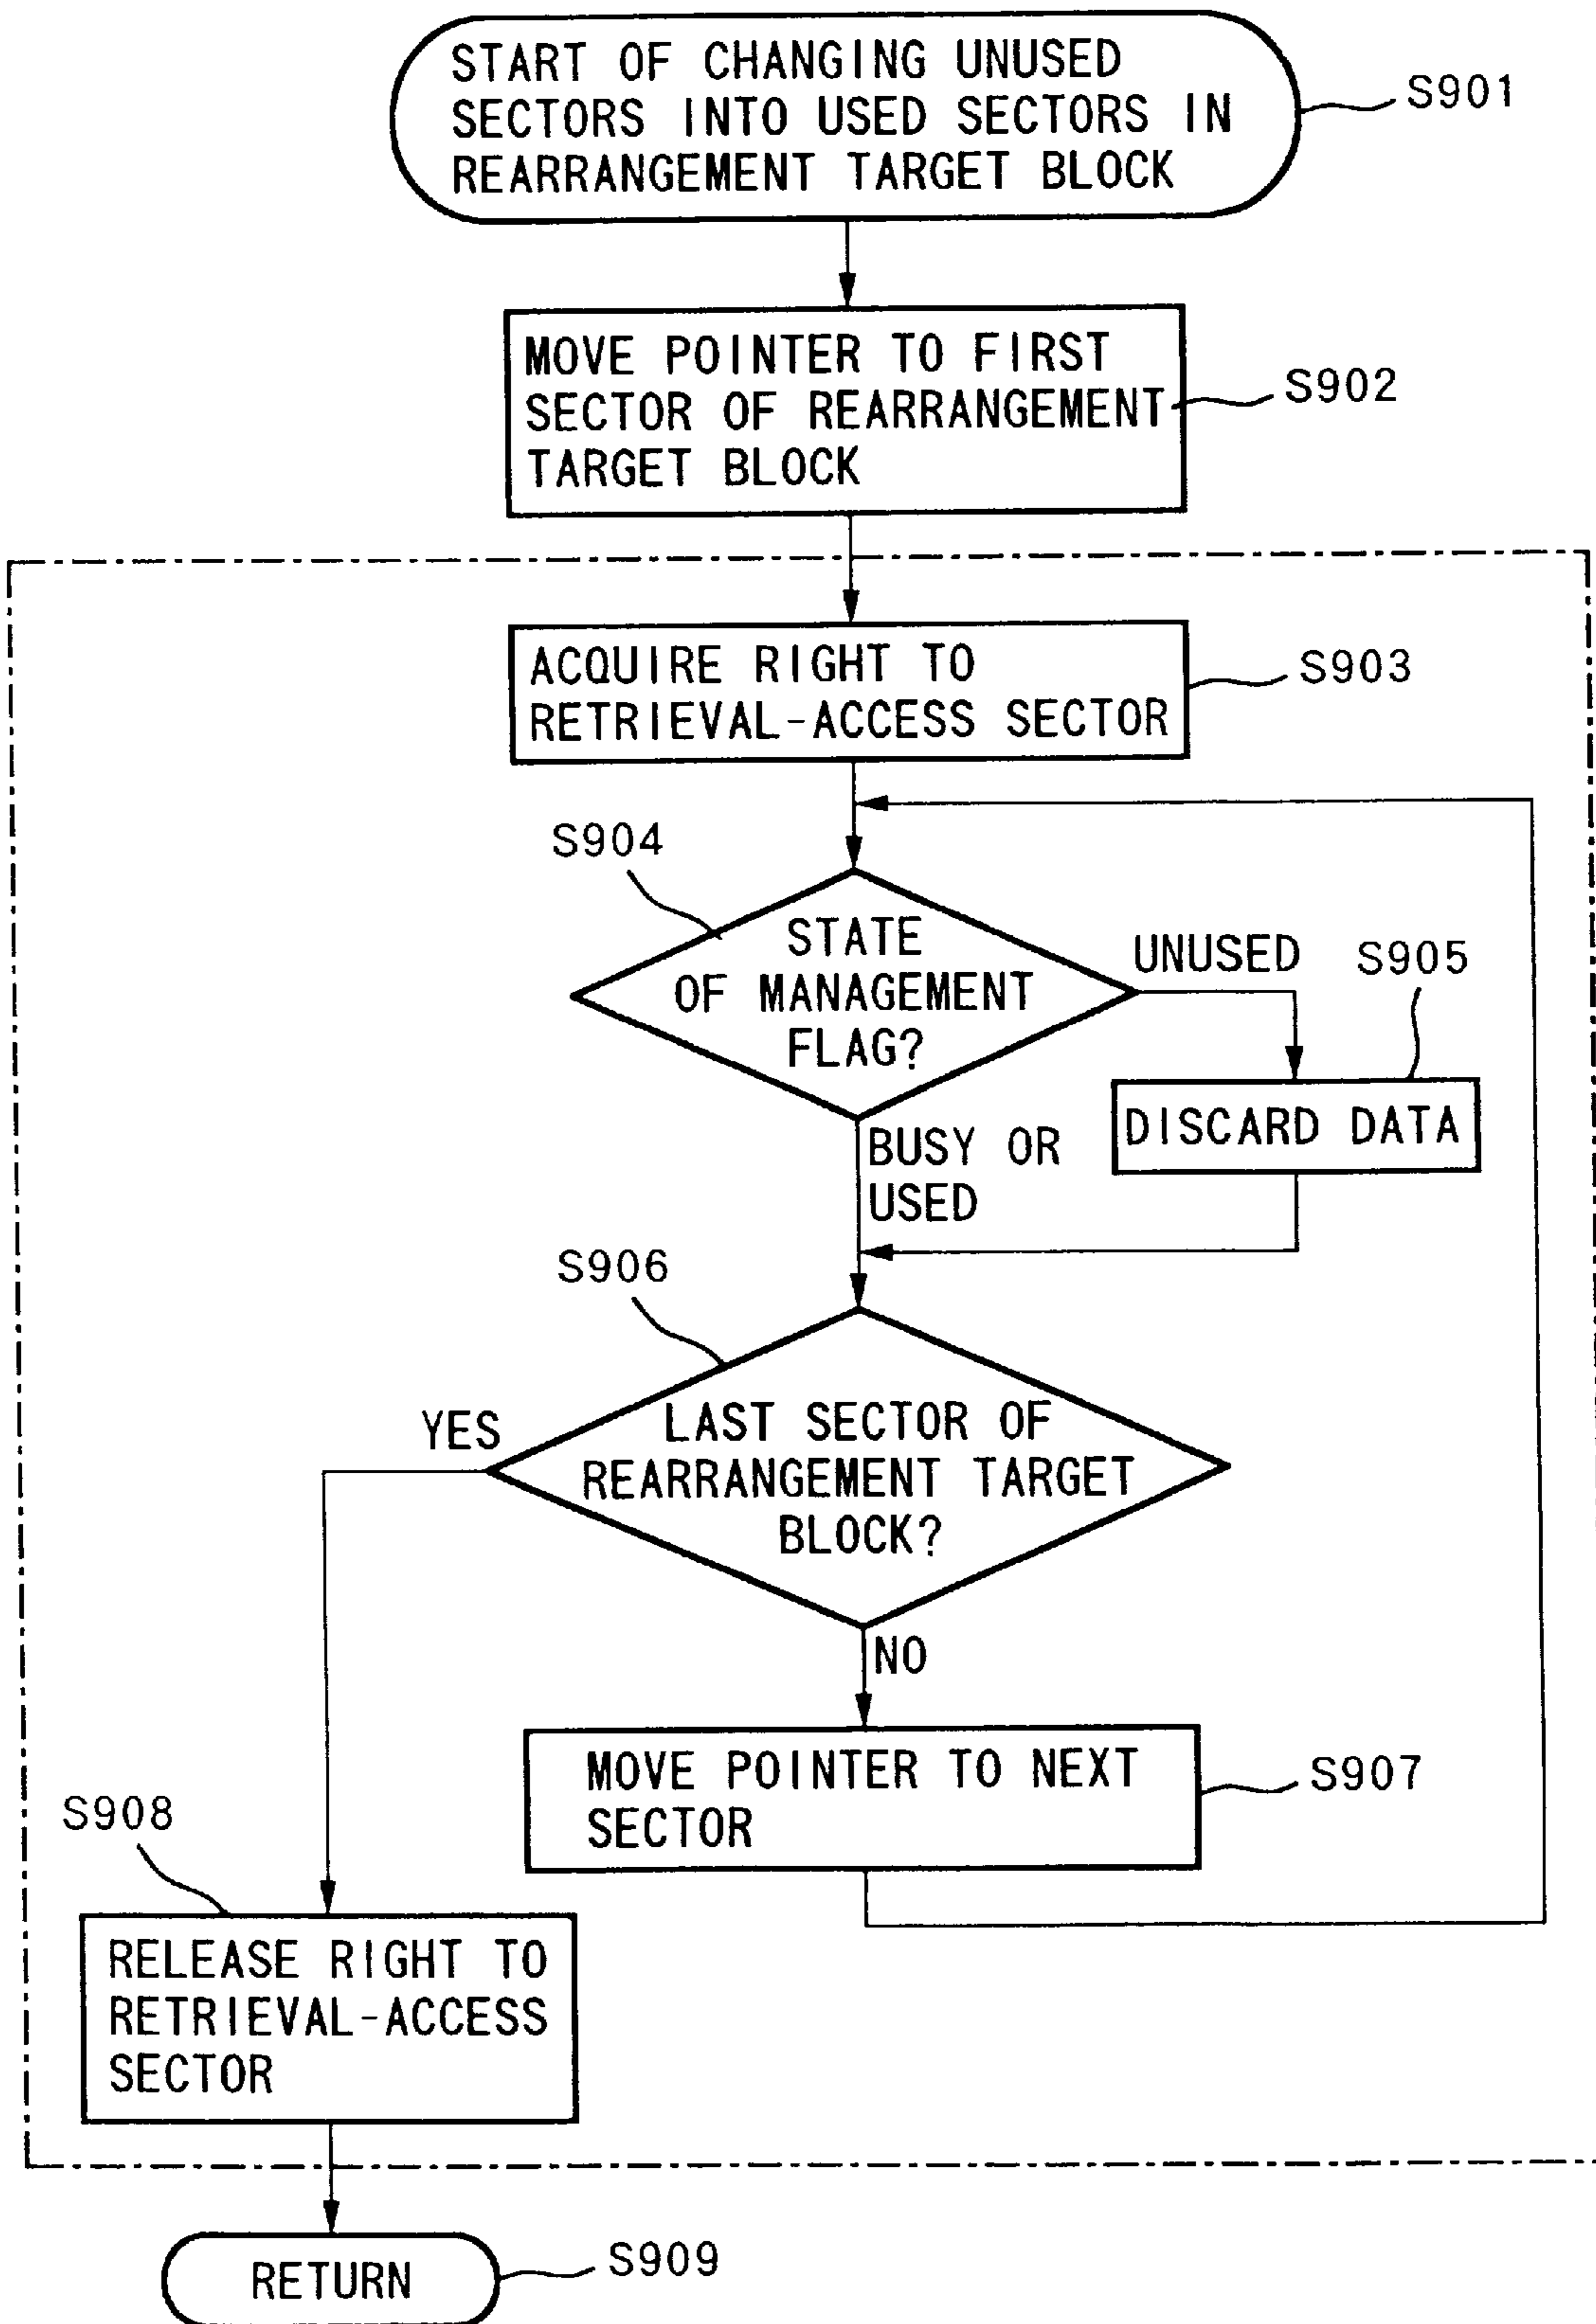 START OF CHANGING UNUSED
SECTORS INTO USED SECTORS IN
REARRANGEMENT TARGET BLOCK
S901
MOVE POINTER TO FIRST
SECTOR OF REARRANGEMENT
TARGET BLOCK
S902
ACQUIRE RIGHT TO
RETRIEVAL-ACCESS SECTOR
S903
S904
STATE
OF MANAGEMENT
FLAG?
UNUSED
S905
DISCARD DATA
BUSY OR
USED
S906
YES
LAST SECTOR OF
REARRANGEMENT TARGET
BLOCK?
NO
MOVE POINTER TO NEXT
SECTOR
S907
S908
RELEASE RIGHT TO
RETRIEVAL-ACCESS
SECTOR
RETURN
S909